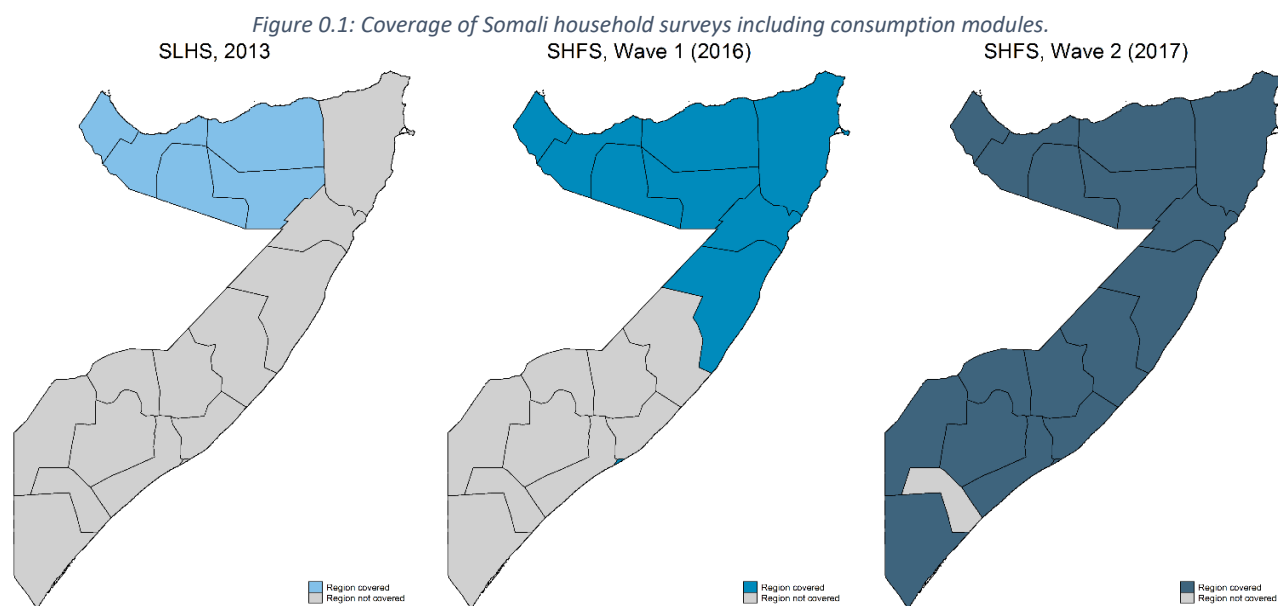 Figure 0.1: Coverage of Somali household surveys including consumption modules.
SLHS, 2013
SHFS, Wave 1 (2016)
SHFS, Wave 2 (2017)
Region covered
Region not covered
Region covered
Region not covered
Region covered
Region not covered